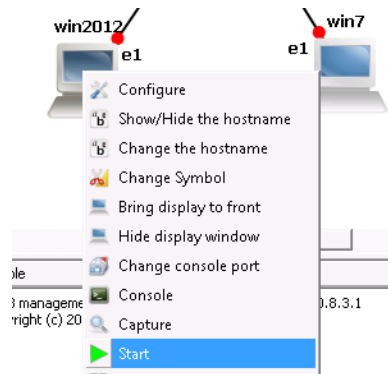 win2012
win7
e1
e1
Configure
Show/Hide the hostname
Change the hostname
Change Symbol
Bring display to front
Hide display window
Change console port
ole
Console
manageme
0.8.3.1
right (c) 20
Capture
Start